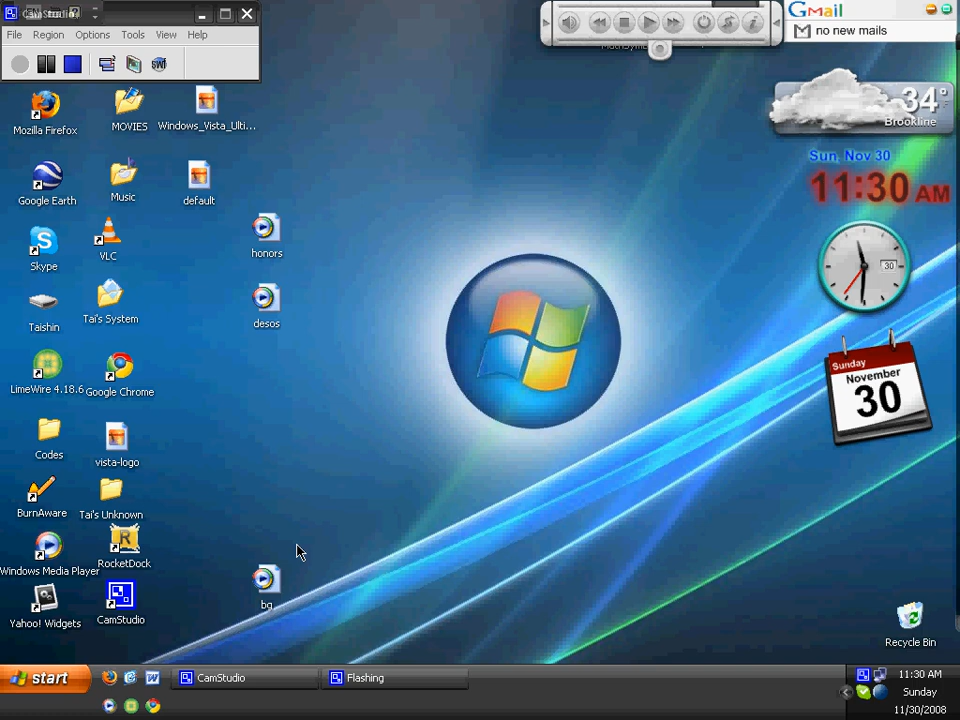 CamStudio
File Region Options Tools View Help
Gmail
no new mails
34°
Brookline
Sun, Nov 30
11:30 AM
30
Sunday
November
30
Mozilla Firefox
MOVIES
Windows_Vista_Ulti...
Google Earth
Music
default
Skype
VLC
honors
Taishin
Tai's System
desos
LimeWire 4.18.6
Google Chrome
Codes
vista-logo
BurnAware
Tai's Unknown
Windows Media Player
RocketDock
bg
Yahoo! Widgets
CamStudio
Recycle Bin
start
CamStudio
Flashing
11:30 AM
Sunday
11/30/2008